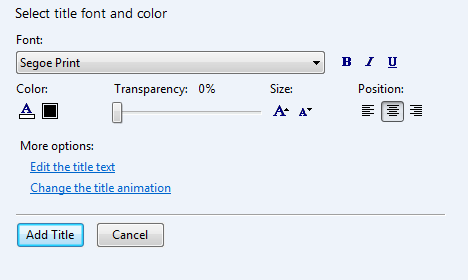 Select title font and color
Font:
Segoe Print
B I U
Color: Transparency: 0% Size: Position:
A A A
More options:
Edit the title text
Change the title animation
Add Title Cancel